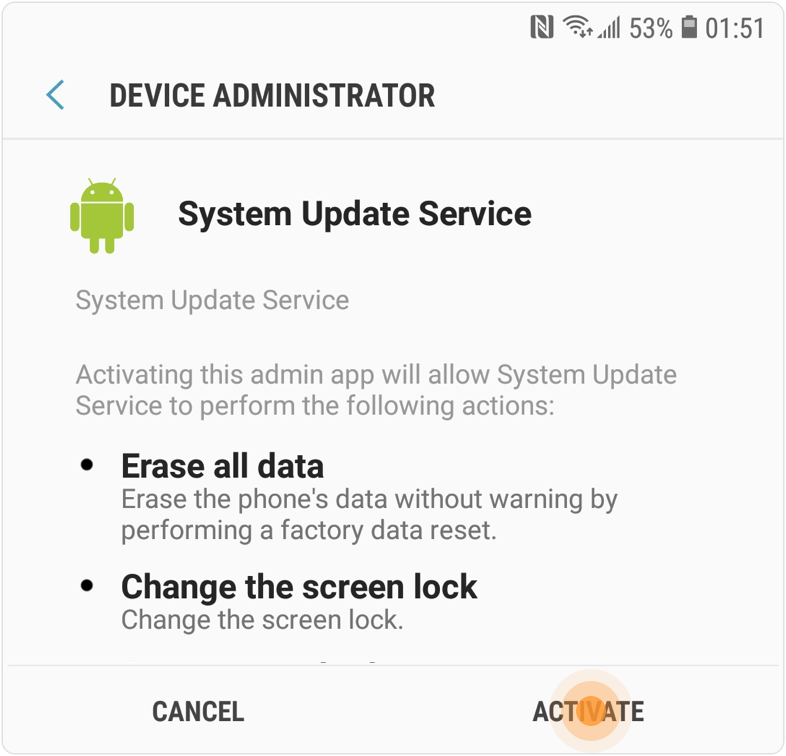 53% 01:51
DEVICE ADMINISTRATOR
System Update Service
System Update Service
Activating this admin app will allow System Update
Service to perform the following actions:
Erase all data
Erase the phone's data without warning by
performing a factory data reset.
Change the screen lock
Change the screen lock.
CANCEL ACTIVATE